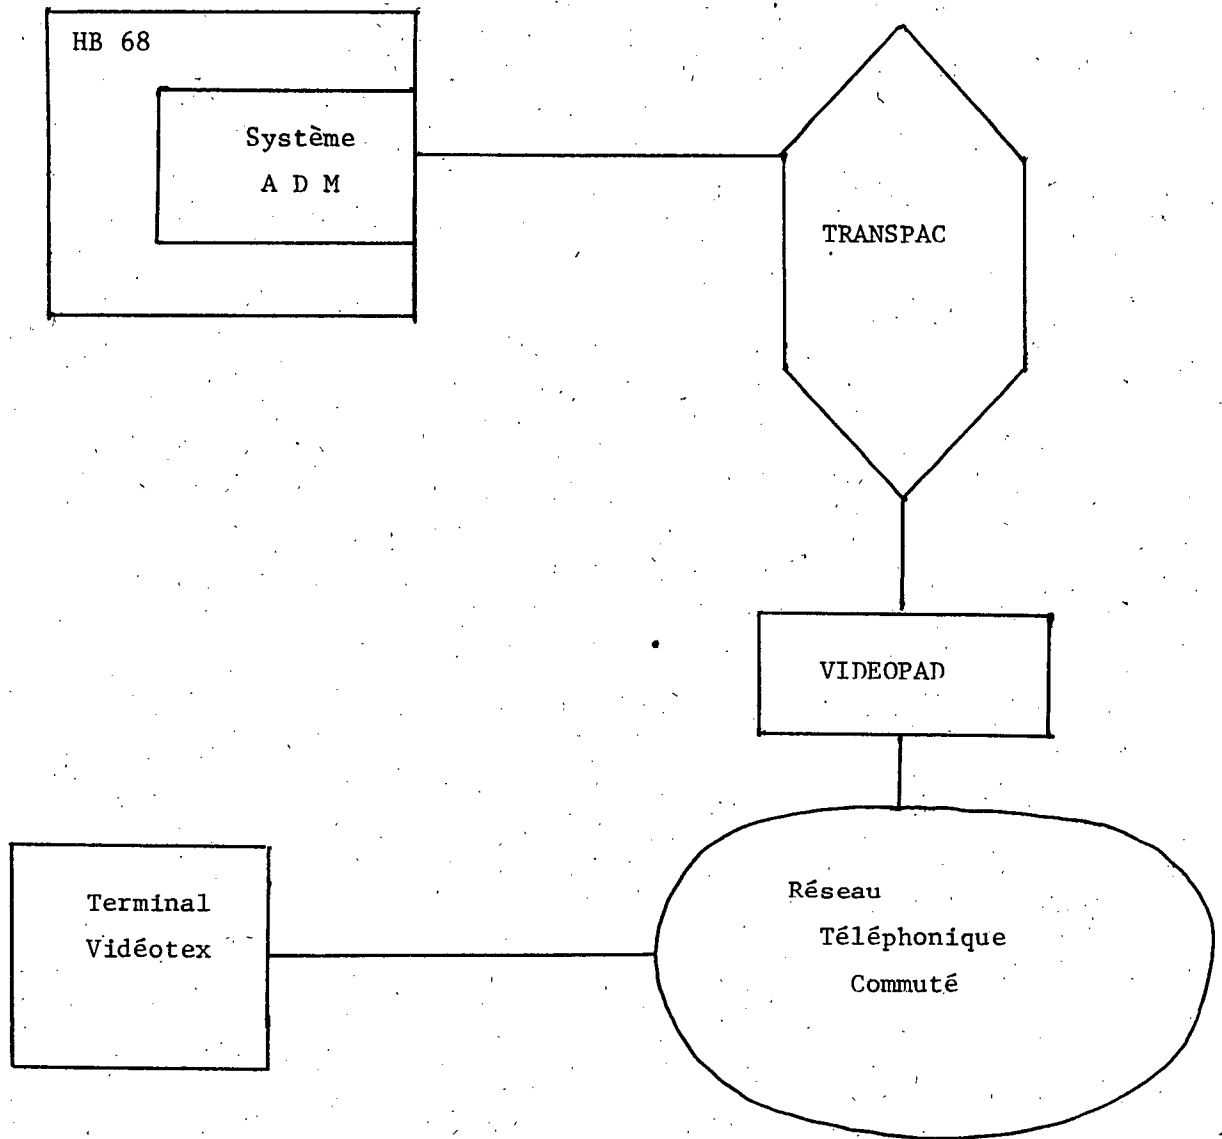 HB 68
Système
A D M
TRANSPAC
VIDEOPAD
Réseau
Téléphonique
Commuté
Terminal
Vidéotex